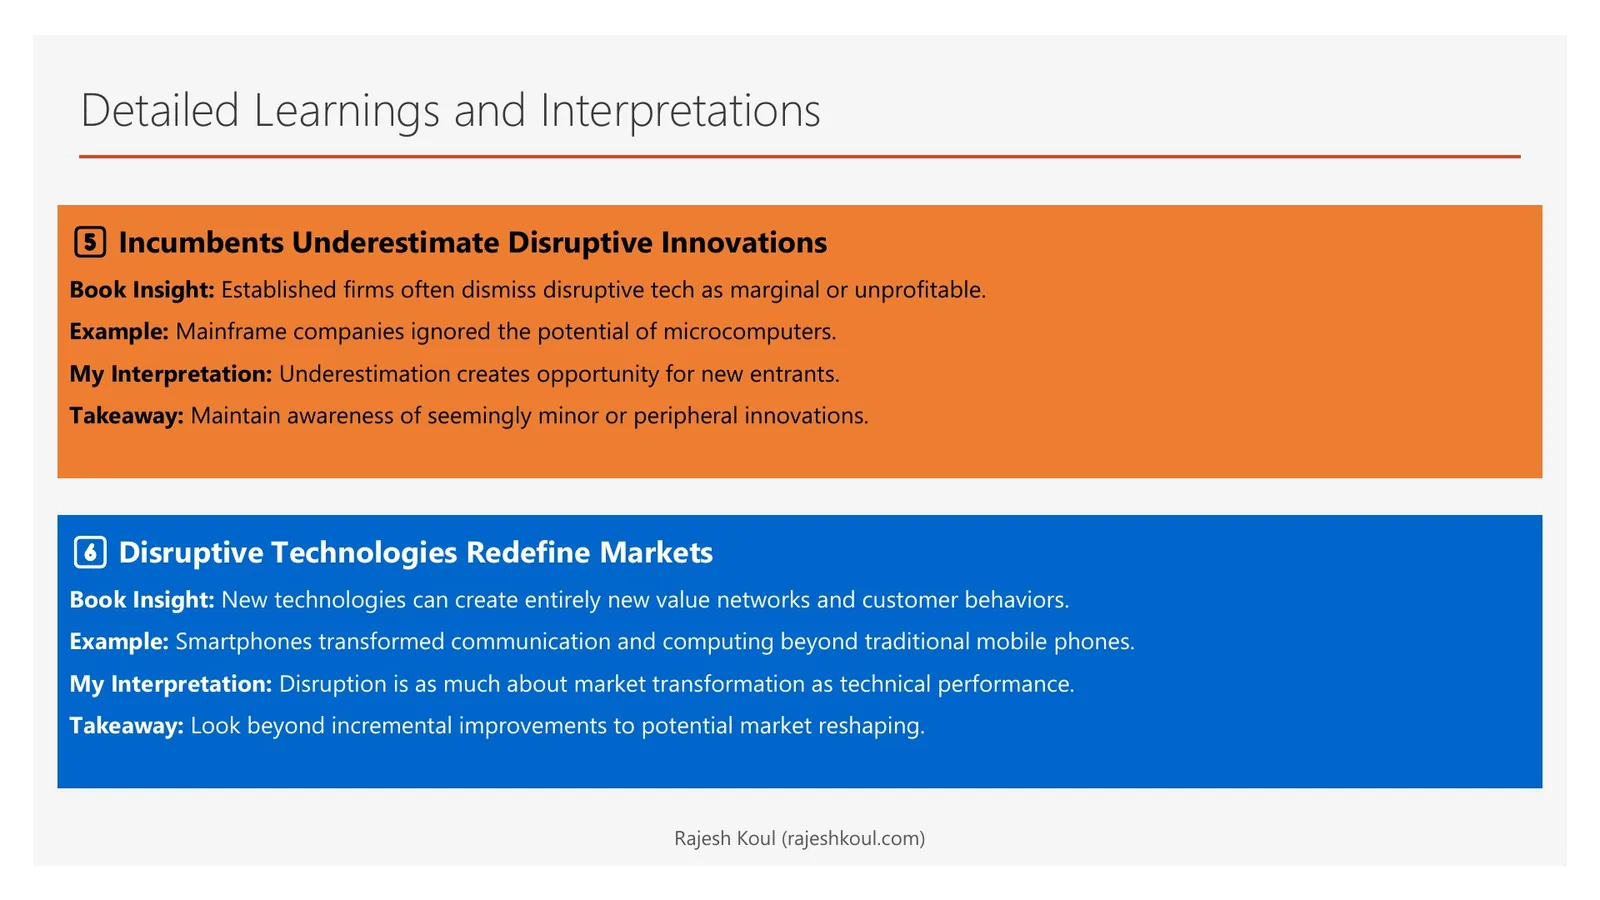 Detailed Learnings and Interpretations
5 Incumbents Underestimate Disruptive Innovations
Book Insight: Established firms often dismiss disruptive tech as marginal or unprofitable.
Example: Mainframe companies ignored the potential of microcomputers.
My Interpretation: Underestimation creates opportunity for new entrants.
Takeaway: Maintain awareness of seemingly minor or peripheral innovations.
6 Disruptive Technologies Redefine Markets
Book Insight: New technologies can create entirely new value networks and customer behaviors.
Example: Smartphones transformed communication and computing beyond traditional mobile phones.
My Interpretation: Disruption is as much about market transformation as technical performance.
Takeaway: Look beyond incremental improvements to potential market reshaping.
Rajesh Koul (rajeshkoul.com)